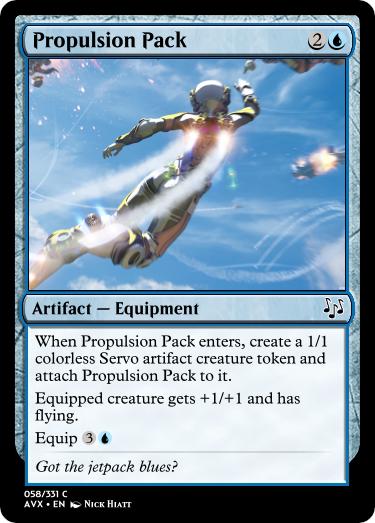 Propulsion Pack 2
Artifact — Equipment
When Propulsion Pack enters, create a 1/1
colorless Servo artifact creature token and
attach Propulsion Pack to it.
Equipped creature gets +1/+1 and has
flying.
Equip 3
Got the jetpack blues?
058/331 C
AVX • EN Nick Hiatt